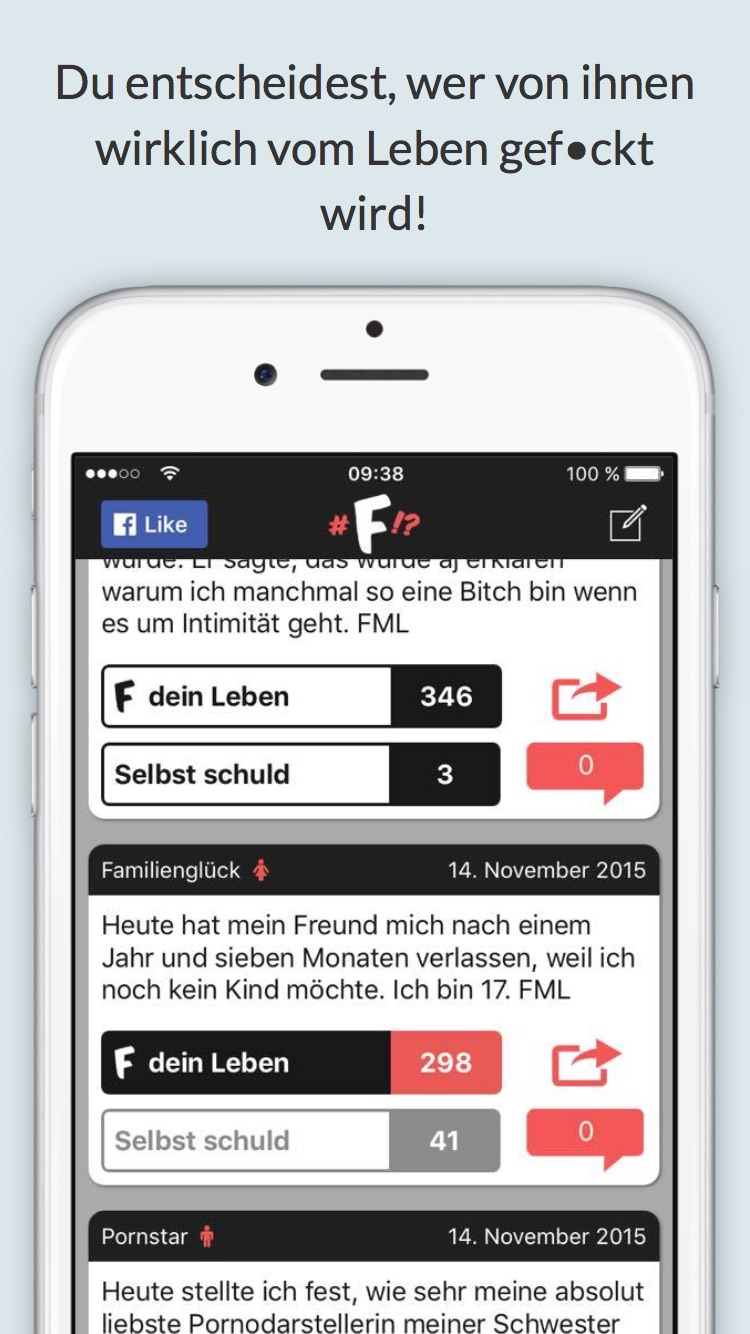 Du entscheidest, wer von ihnen
wirklich vom Leben gef●ckt
wird!
09:38
100 %
f Like
#F!?
warum ich manchmal so eine Bitch bin wenn
es um Intimität geht. FML
F dein Leben 346
Selbst schuld 3
0
Familienglück 14. November 2015
Heute hat mein Freund mich nach einem
Jahr und sieben Monaten verlassen, weil ich
noch kein Kind möchte. Ich bin 17. FML
F dein Leben 298
Selbst schuld 41
0
Pornstar 14. November 2015
Heute stellte ich fest, wie sehr meine absolut
liebste Pornodarstellerin meiner Schwester